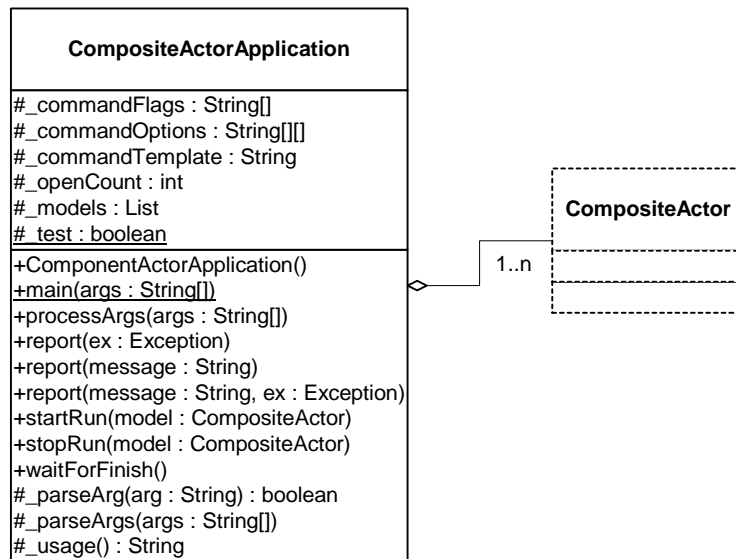 CompositeActorApplication
#_commandFlags : String[]
#_commandOptions : String[][]
#_commandTemplate : String
#_openCount : int
#_models : List
#_test : boolean
+ComponentActorApplication()
+main(args : String[])
+processArgs(args : String[])
+report(ex : Exception)
+report(message : String)
+report(message : String, ex : Exception)
+startRun(model : CompositeActor)
+stopRun(model : CompositeActor)
+waitForFinish()
#_parseArg(arg : String) : boolean
#_parseArgs(args : String[])
#_usage() : String
1..n
CompositeActor